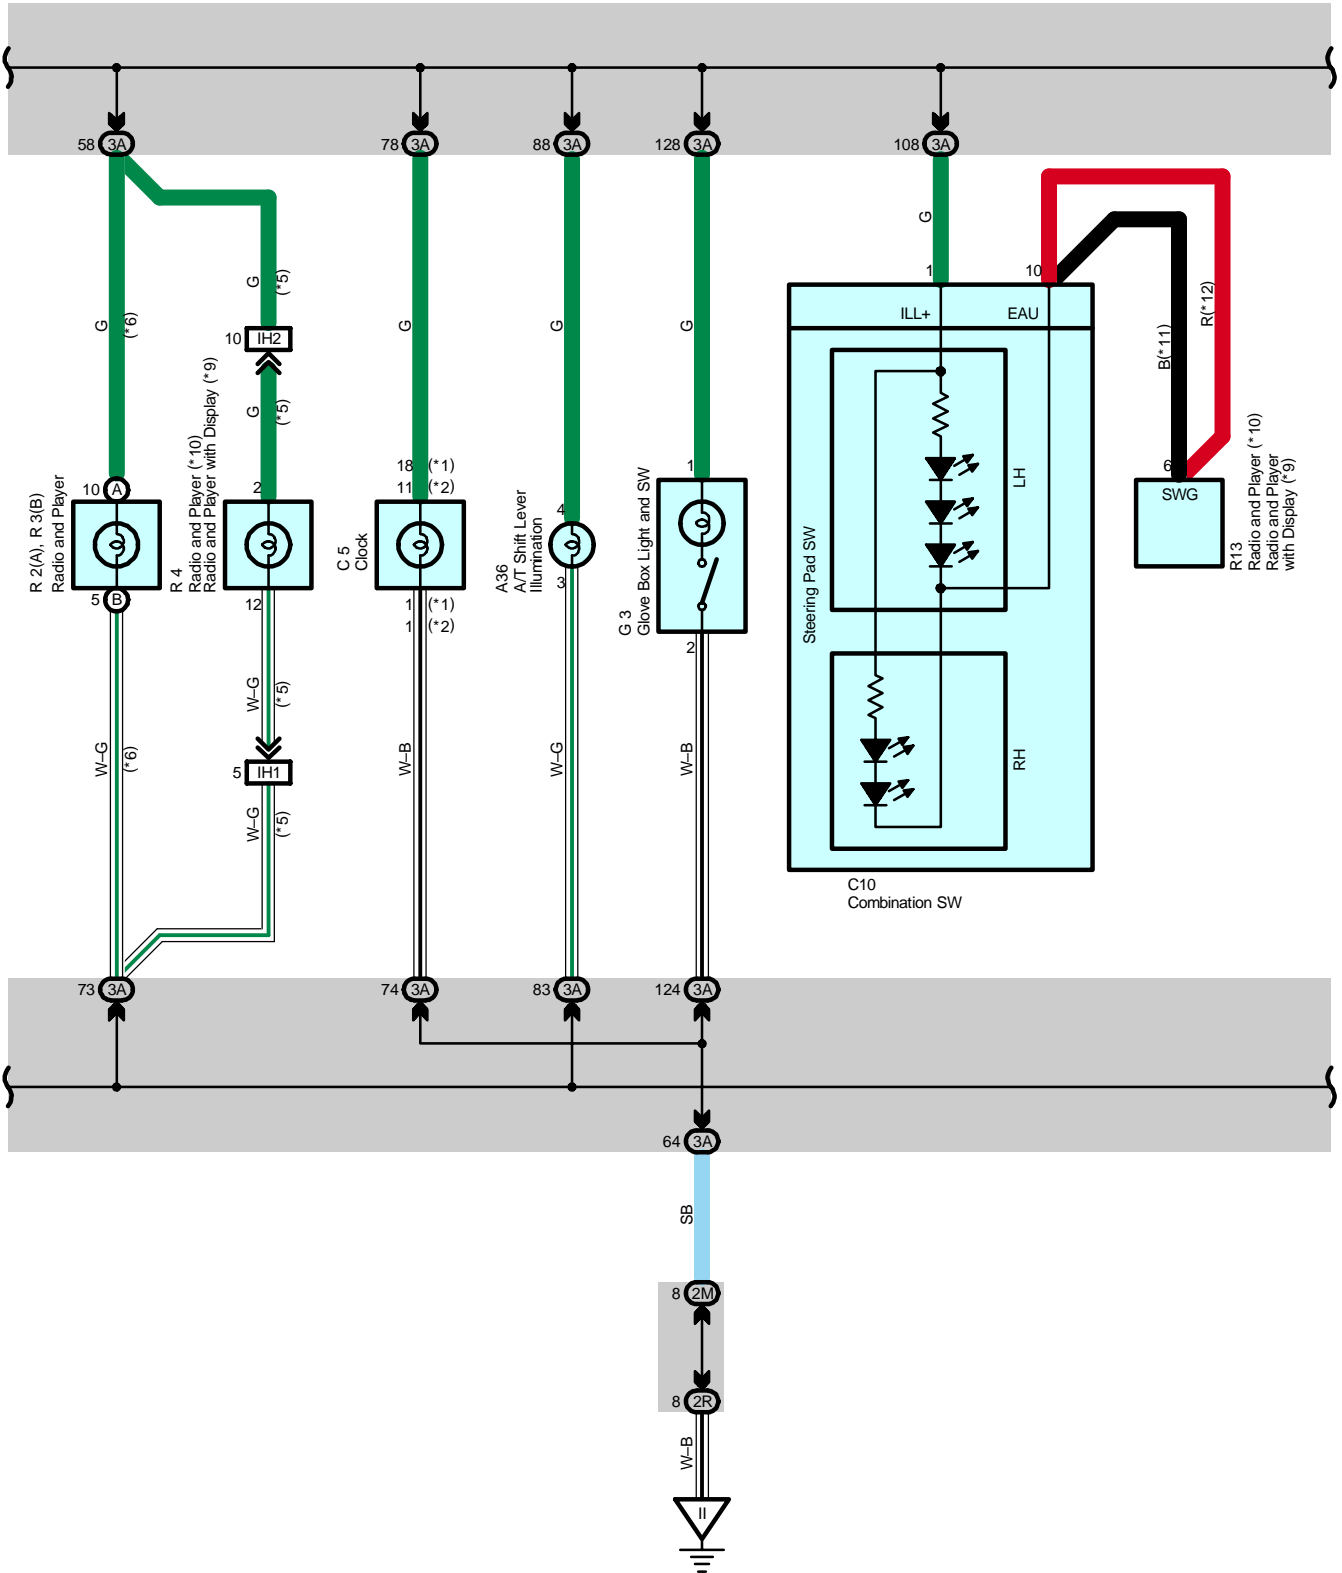 58 3A
78 3A
88 3A
128 3A
108 3A
G
(*6)
G
(*5)
10 IH2
G
(*5)
G
G
G
G
1
10
ILL+
EAU
B(*11)
R(*12)
10 A
R 2(A), R 3(B)
Radio and Player
5 B
2
R 4
Radio and Player (*10)
Radio and Player with Display (*9)
12
18 (*1)
11 (*2)
C 5
Clock
1 (*1)
1 (*2)
4
A36
A/T Shift Lever
Illumination
3
1
G 3
Glove Box Light and SW
2
Steering Pad SW
LH
RH
C10
Combination SW
6
SWG
R13
Radio and Player (*10)
Radio and Player
with Display (*9)
W–G
(*6)
W–G
(*5)
5 IH1
W–G
(*5)
W–B
W–G
W–B
73 3A
74 3A
83 3A
124 3A
64 3A
SB
8 2M
8 2R
W–B
II